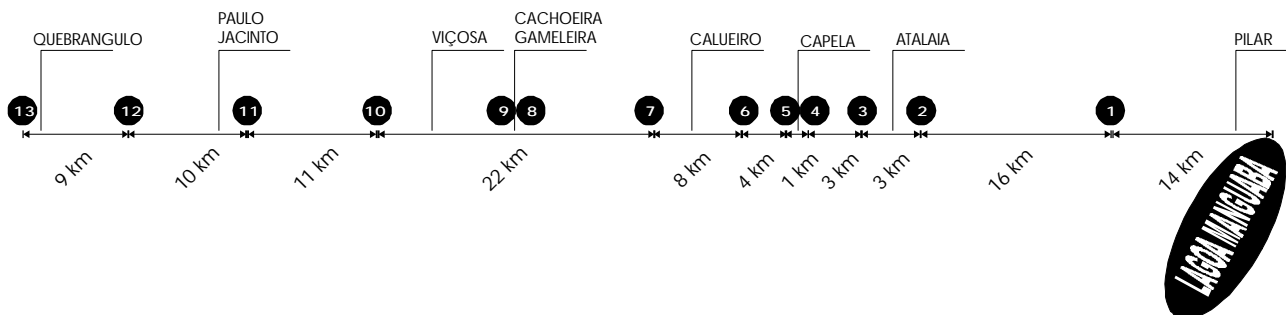 QUEBRANGULO
PAULO
JACINTO
VIÇOSA
CACHOEIRA
GAMELEIRA
CALUEIRO
CAPELA
ATALAIA
PILAR
13
12
11
10
9
8
7
6
5
4
3
2
1
9 km
10 km
11 km
22 km
8 km
4 km
1 km
3 km
3 km
16 km
14 km
LAGOA MANGUABA